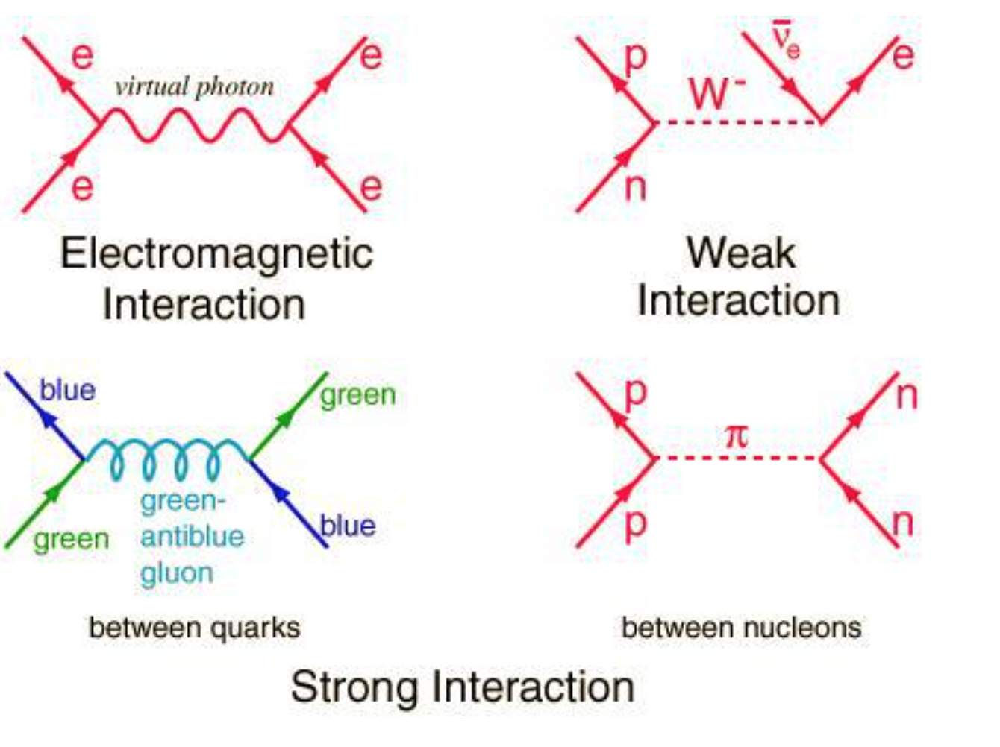 e
e
virtual photon
e
e
Electromagnetic
Interaction
p
ν̄e
e
W-
n
Weak
Interaction
blue
green
green
green-
antiblue
gluon
blue
between quarks
p
n
π
p
n
between nucleons
Strong Interaction